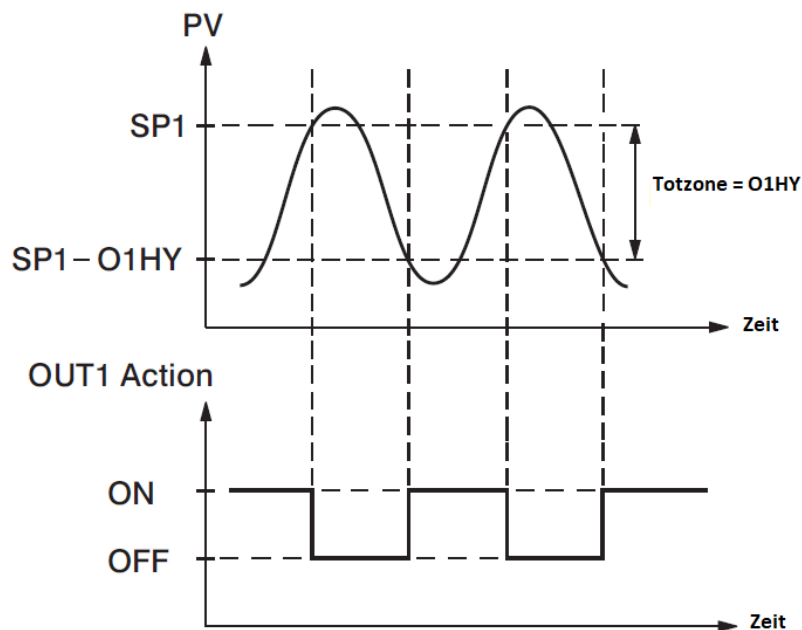 PV
SP1
Totzone = O1HY
SP1－O1HY
Zeit
OUT1 Action
ON
OFF
Zeit